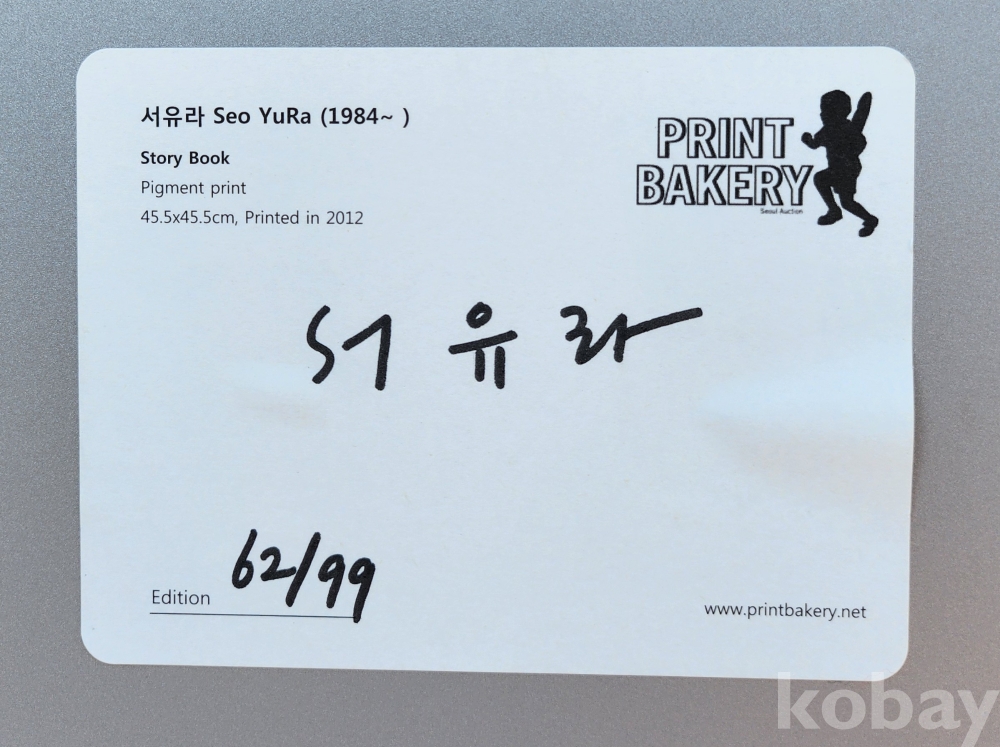 서유라 Seo YuRa (1984~ )
Story Book
Pigment print
45.5x45.5cm, Printed in 2012
PRINT
BAKERY
Seoul Auction
서유라
62/99
Edition
www.printbakery.net
kobay